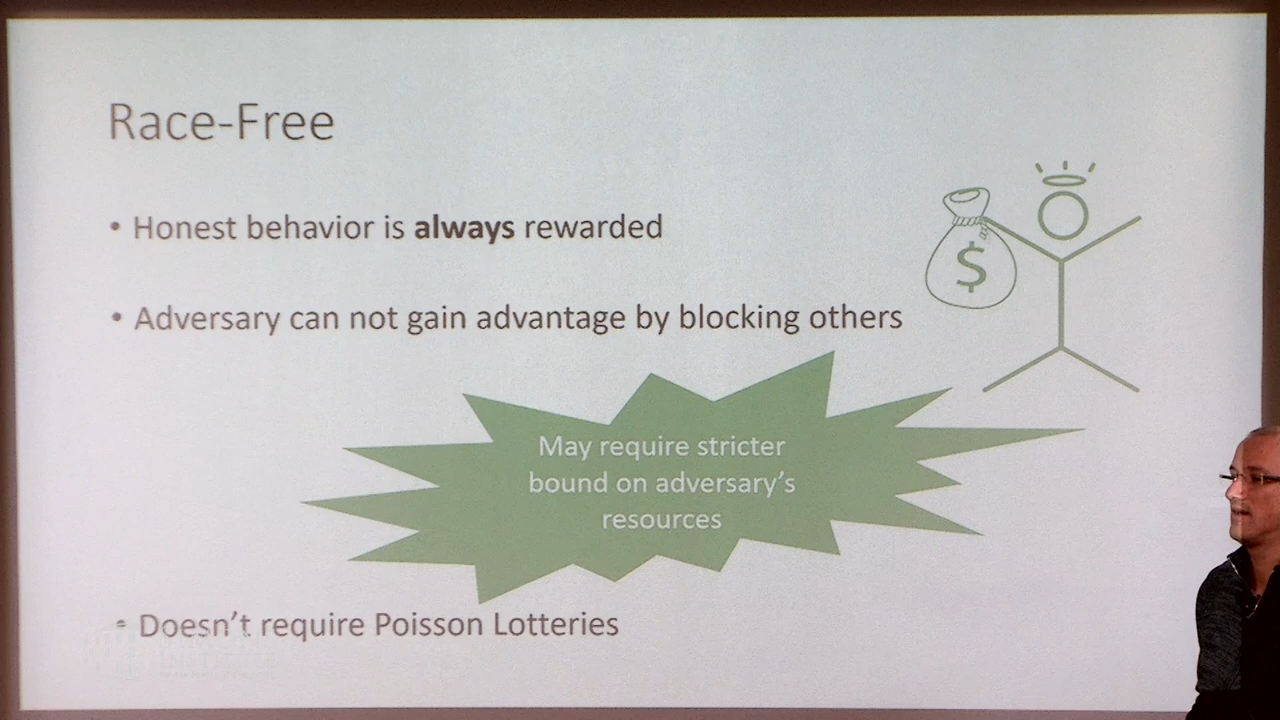 Race-Free
• Honest behavior is always rewarded
• Adversary can not gain advantage by blocking others
$
May require stricter
bound on adversary's
resources
• Doesn't require Poisson Lotteries